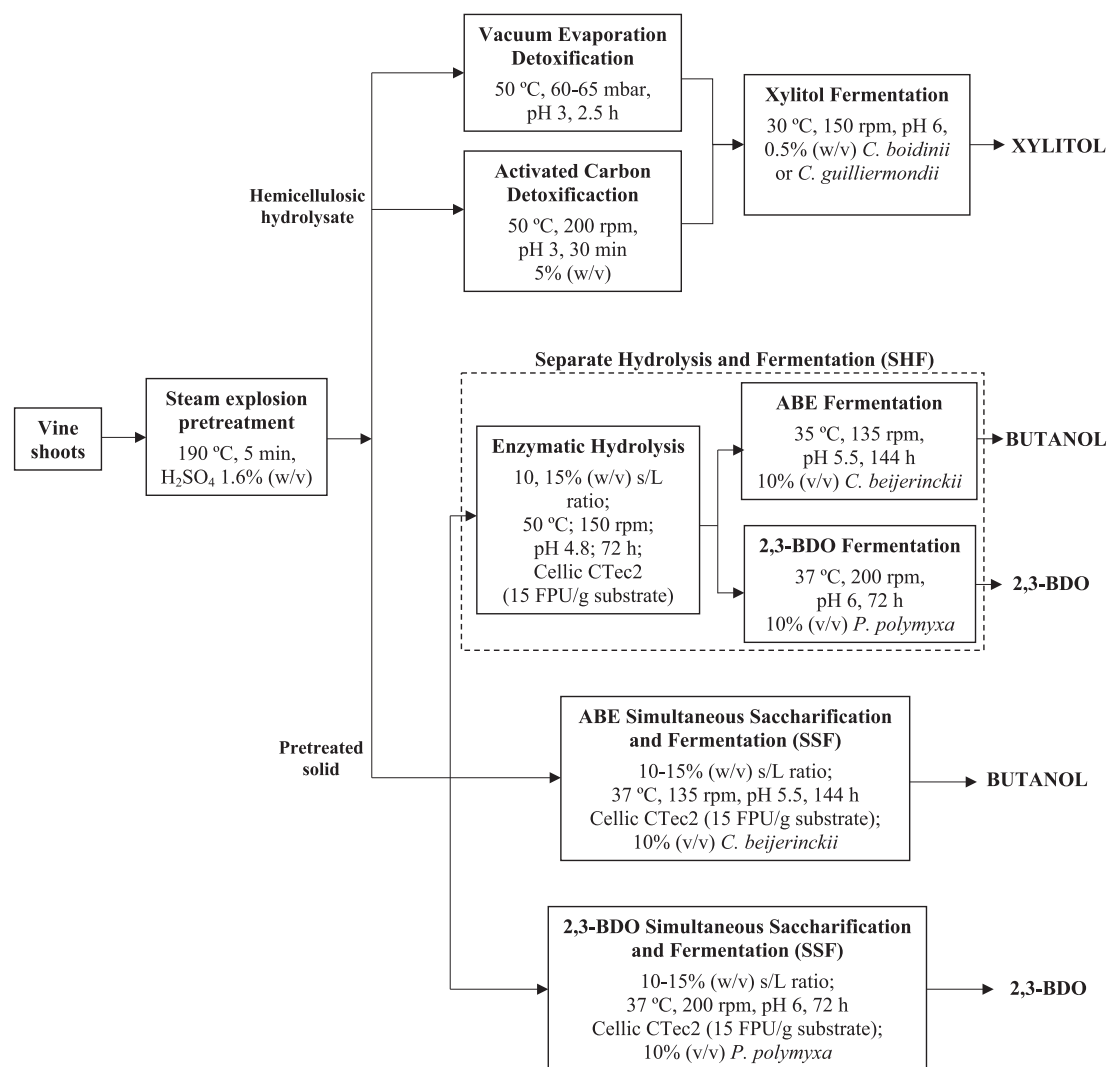 Vacuum Evaporation
Detoxification
50 ºC, 60-65 mbar,
pH 3, 2.5 h
Xylitol Fermentation
30 ºC, 150 rpm, pH 6,
0.5% (w/v) C. boidinii
or C. guilliermondii
XYLITOL
Hemicellulosic
hydrolysate
Activated Carbon
Detoxificaction
50 ºC, 200 rpm,
pH 3, 30 min
5% (w/v)
Vine
shoots
Steam explosion
pretreatment
190 ºC, 5 min,
H₂SO₄ 1.6% (w/v)
Separate Hydrolysis and Fermentation (SHF)
Enzymatic Hydrolysis
10, 15% (w/v) s/L
ratio;
50 ºC; 150 rpm;
pH 4.8; 72 h;
Cellic CTec2
(15 FPU/g substrate)
ABE Fermentation
35 ºC, 135 rpm,
pH 5.5, 144 h
10% (v/v) C. beijerinckii
BUTANOL
2,3-BDO Fermentation
37 ºC, 200 rpm,
pH 6, 72 h
10% (v/v) P. polymyxa
2,3-BDO
Pretreated
solid
ABE Simultaneous Saccharification
and Fermentation (SSF)
10-15% (w/v) s/L ratio;
37 ºC, 135 rpm, pH 5.5, 144 h
Cellic CTec2 (15 FPU/g substrate);
10% (v/v) C. beijerinckii
BUTANOL
2,3-BDO Simultaneous Saccharification
and Fermentation (SSF)
10-15% (w/v) s/L ratio;
37 ºC, 200 rpm, pH 6, 72 h
Cellic CTec2 (15 FPU/g substrate);
10% (v/v) P. polymyxa
2,3-BDO